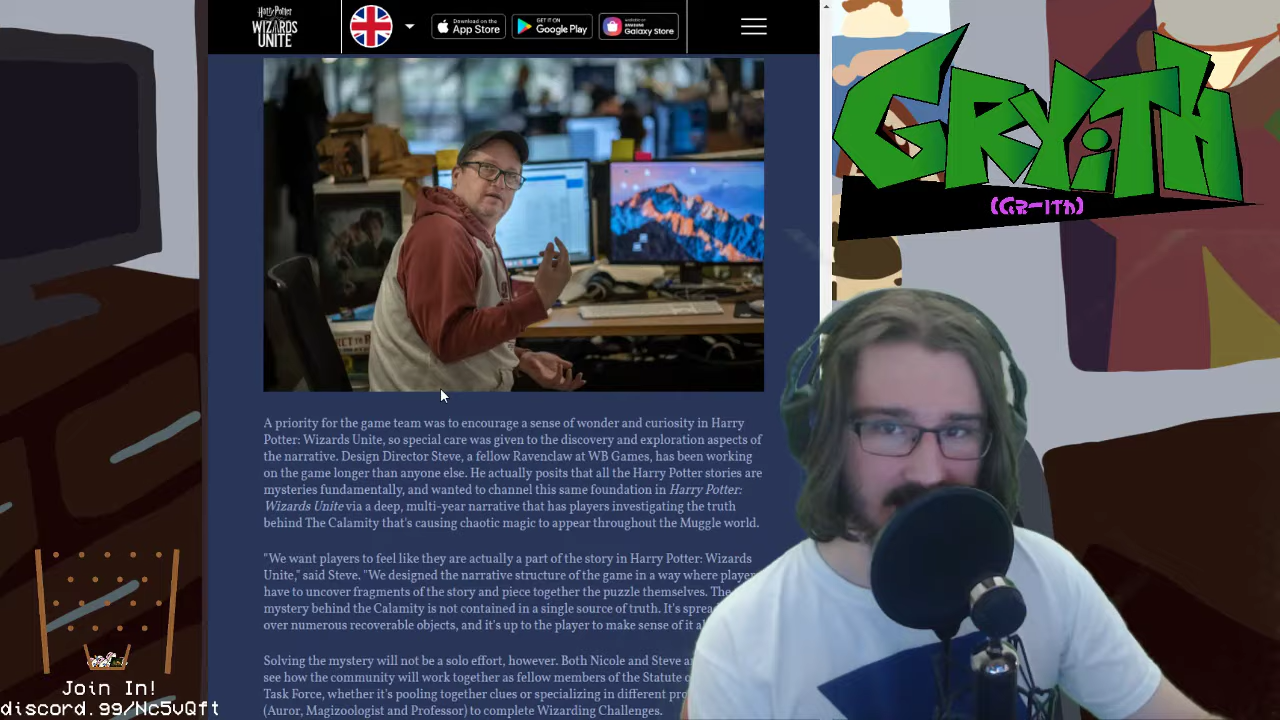 Harry Potter
WIZARDS
UNITE
Download on the
App Store
GET IT ON
Google Play
available on
Galaxy Store
GRYiTH
(GR-ITH)
A priority for the game team was to encourage a sense of wonder and curiosity in Harry
Potter: Wizards Unite, so special care was given to the discovery and exploration aspects of
the narrative. Design Director Steve, a fellow Ravenclaw at WB Games, has been working
on the game longer than anyone else. He actually posits that all the Harry Potter stories are
mysteries fundamentally, and wanted to channel this same foundation in Harry Potter:
Wizards Unite via a deep, multi-year narrative that has players investigating the truth
behind The Calamity that's causing chaotic magic to appear throughout the Muggle world.
"We want players to feel like they are actually a part of the story in Harry Potter: Wizards
Unite," said Steve. "We designed the narrative structure of the game in a way where player
have to uncover fragments of the story and piece together the puzzle themselves. The
mystery behind the Calamity is not contained in a single source of truth. It's sprea
over numerous recoverable objects, and it's up to the player to make sense of it al
Solving the mystery will not be a solo effort, however. Both Nicole and Steve a
see how the community will work together as fellow members of the Statute o
Task Force, whether it's pooling together clues or specializing in different pro
(Auror, Magizoologist and Professor) to complete Wizarding Challenges.
Join In!
discord.gg/Nc5vQft